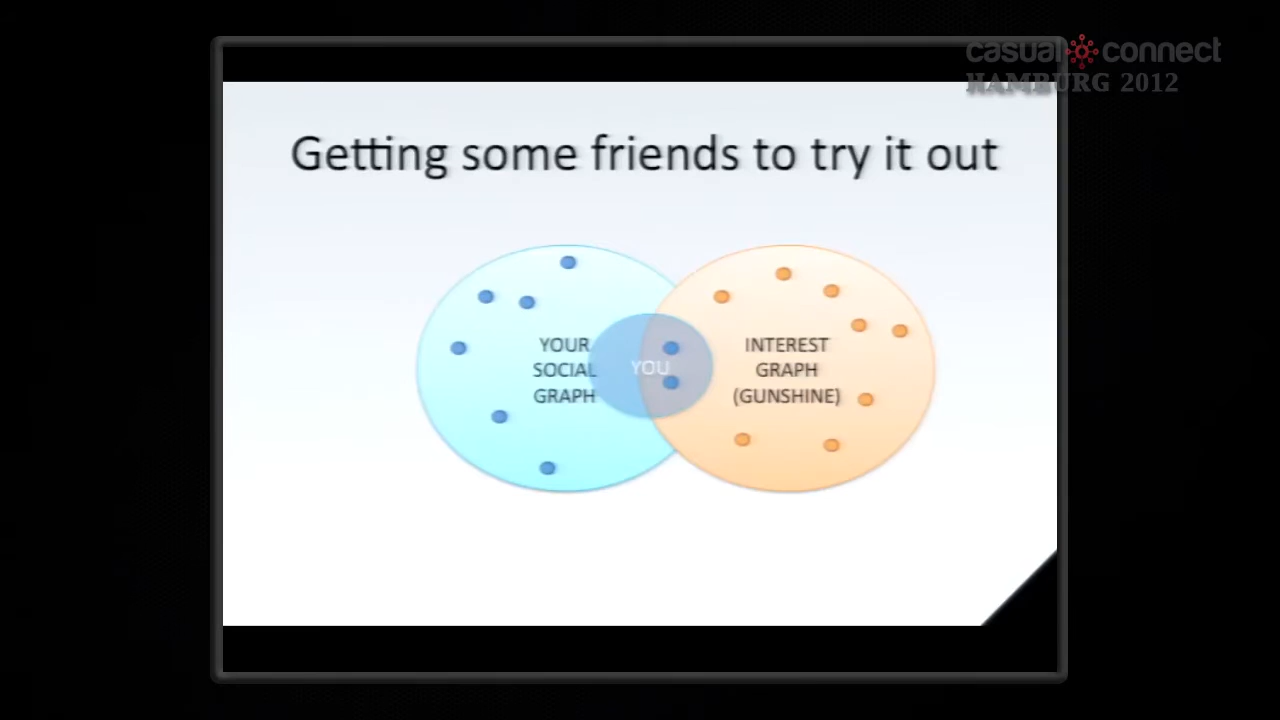 casual connect
HAMBURG 2012
Getting some friends to try it out
YOUR
SOCIAL
GRAPH
YOU
INTEREST
GRAPH
(GUNSHINE)